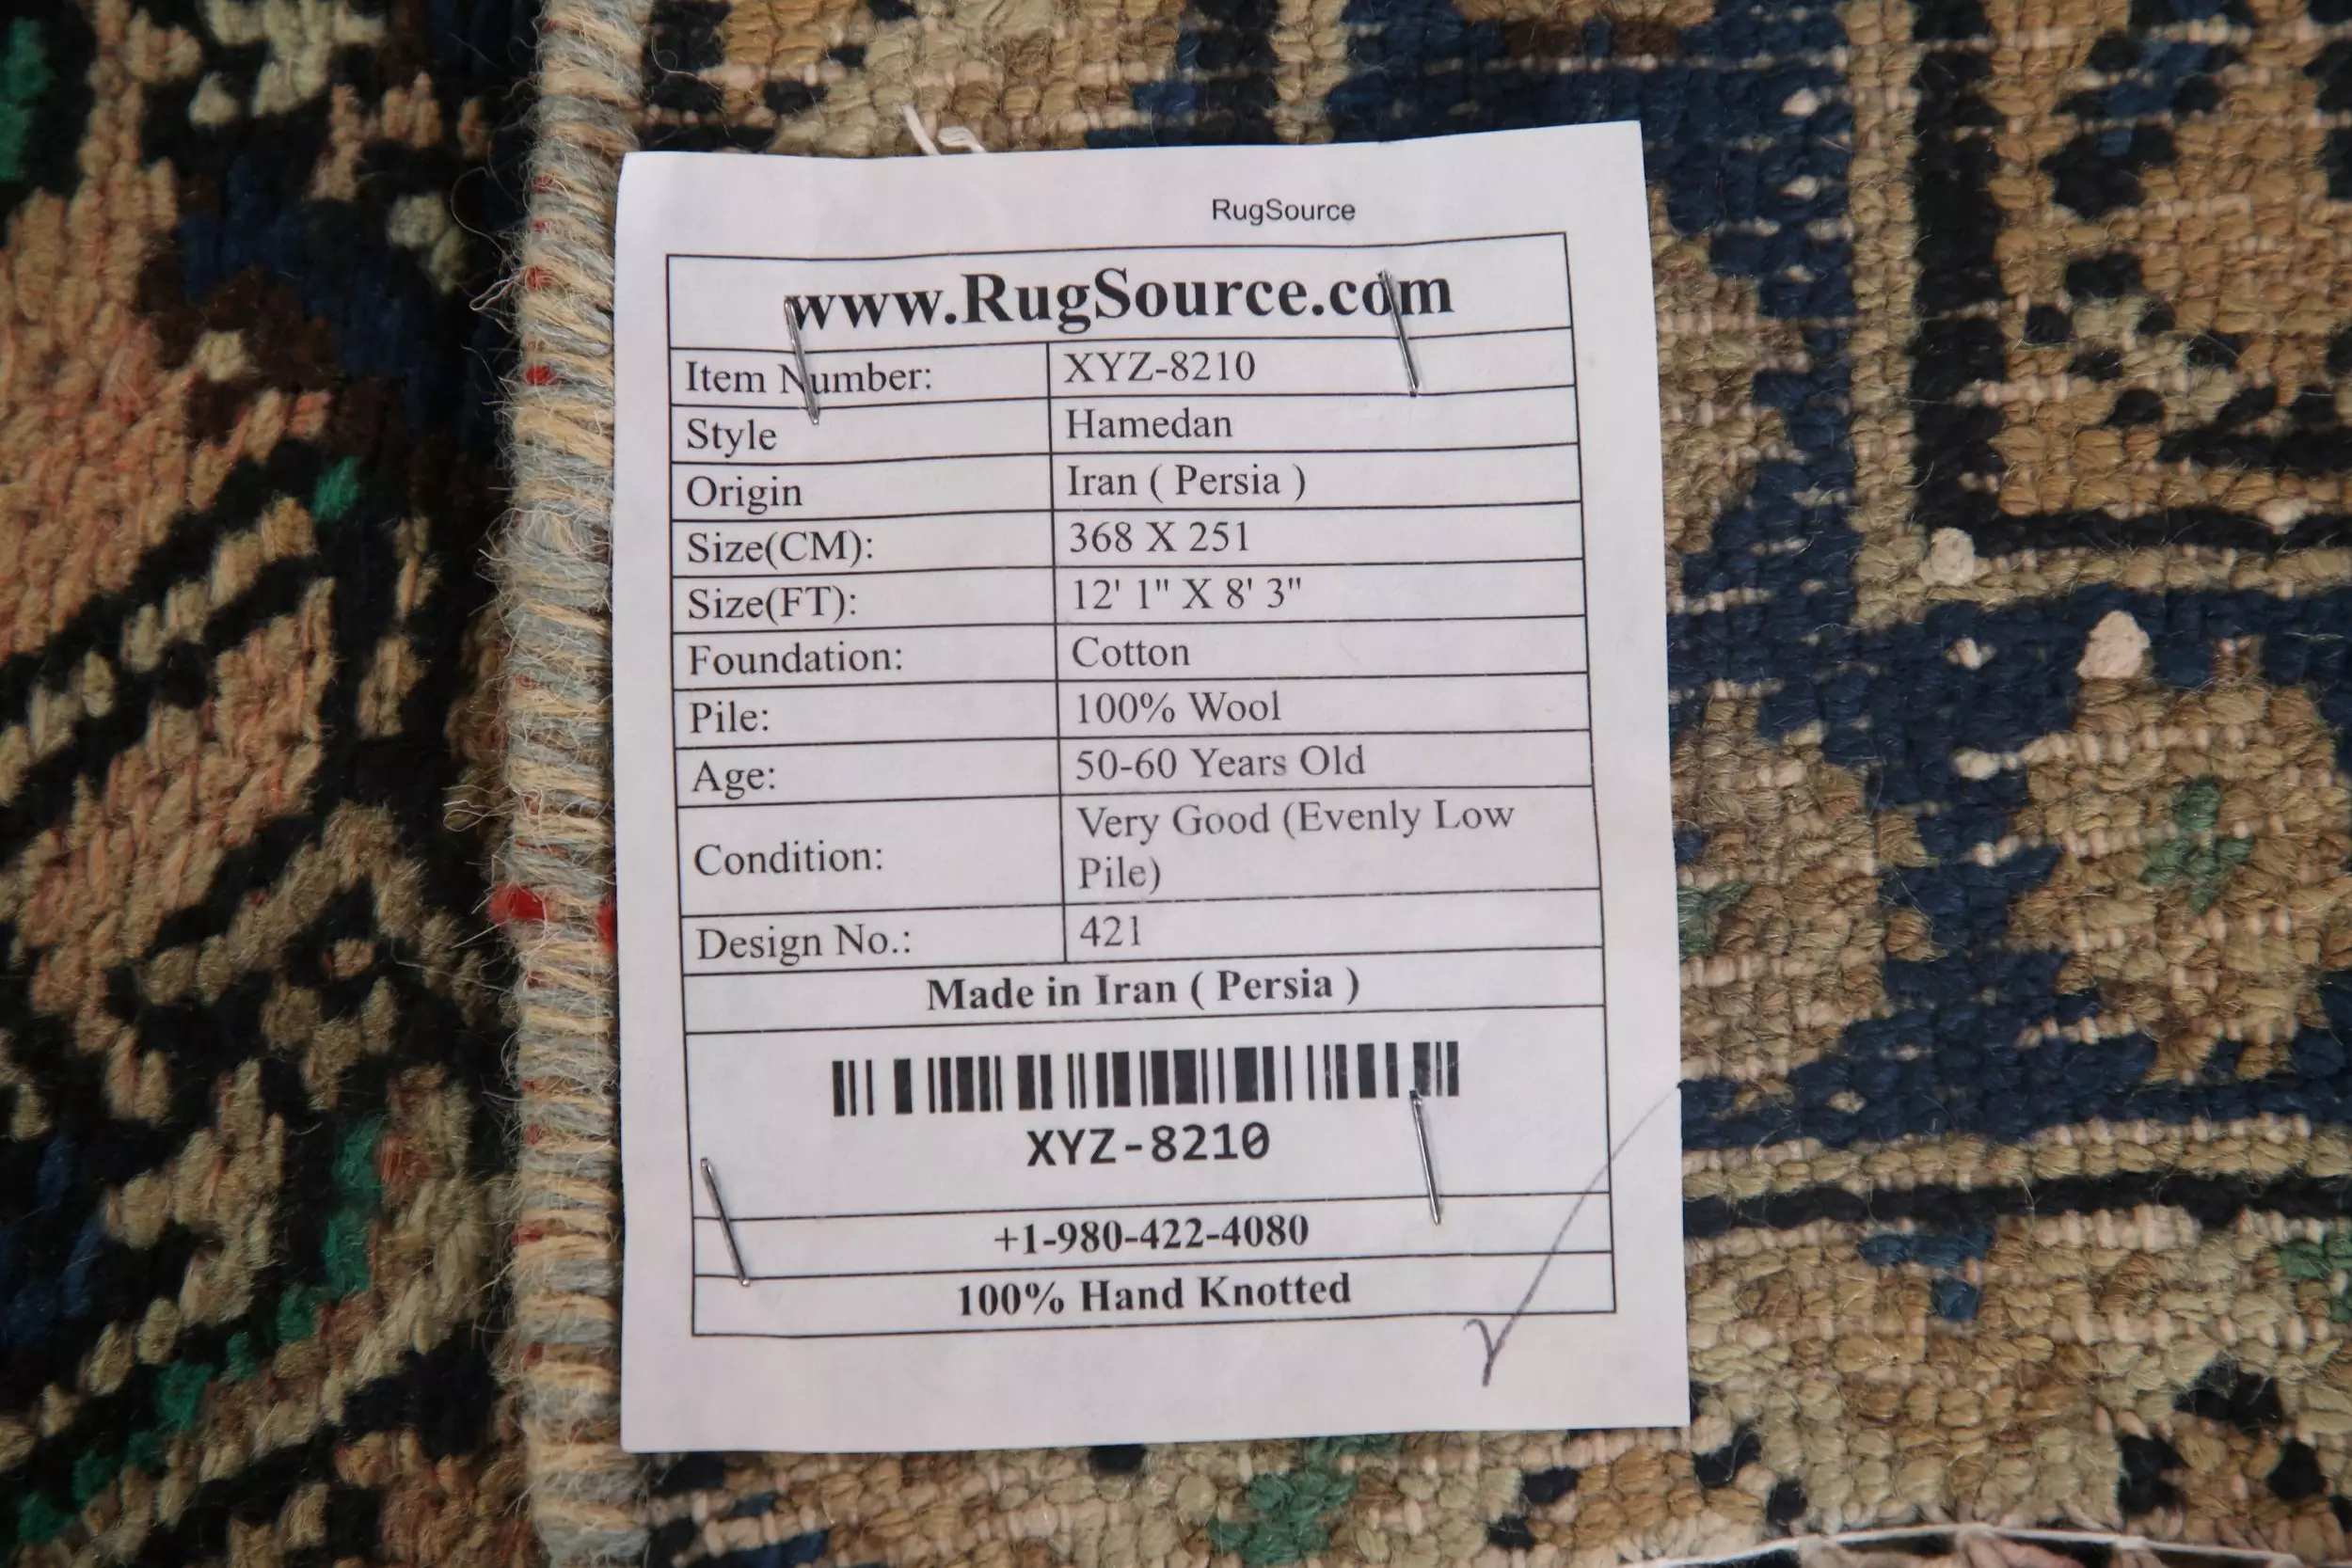 RugSource
www.RugSource.com
Item Number: XYZ-8210
Style Hamedan
Origin Iran ( Persia )
Size(CM): 368 X 251
Size(FT): 12' 1" X 8' 3"
Foundation: Cotton
Pile: 100% Wool
Age: 50-60 Years Old
Condition: Very Good (Evenly Low
Pile)
Design No.: 421
Made in Iran ( Persia )
XYZ-8210
+1-980-422-4080
100% Hand Knotted